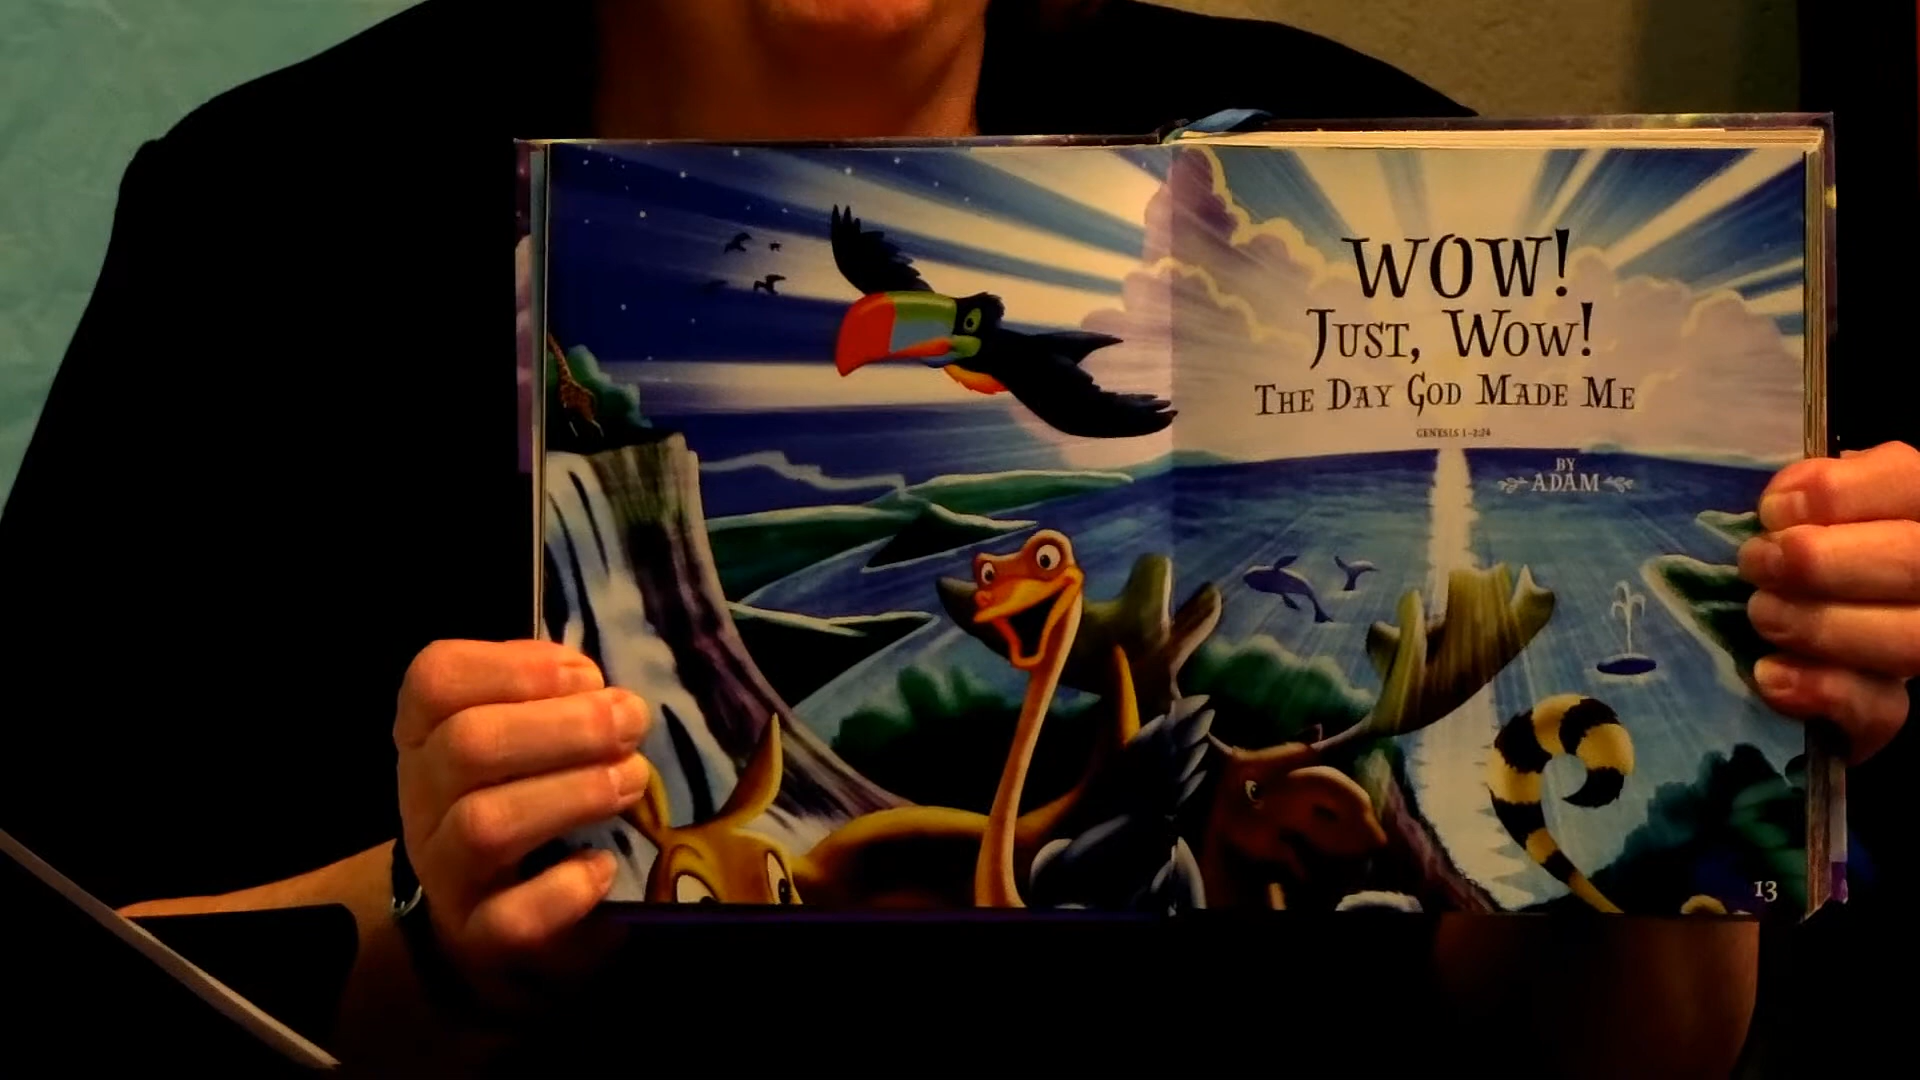 WOW!
JUST, WOW!
THE DAY GOD MADE ME
GENESIS 1-2:24
BY
ADAM
13